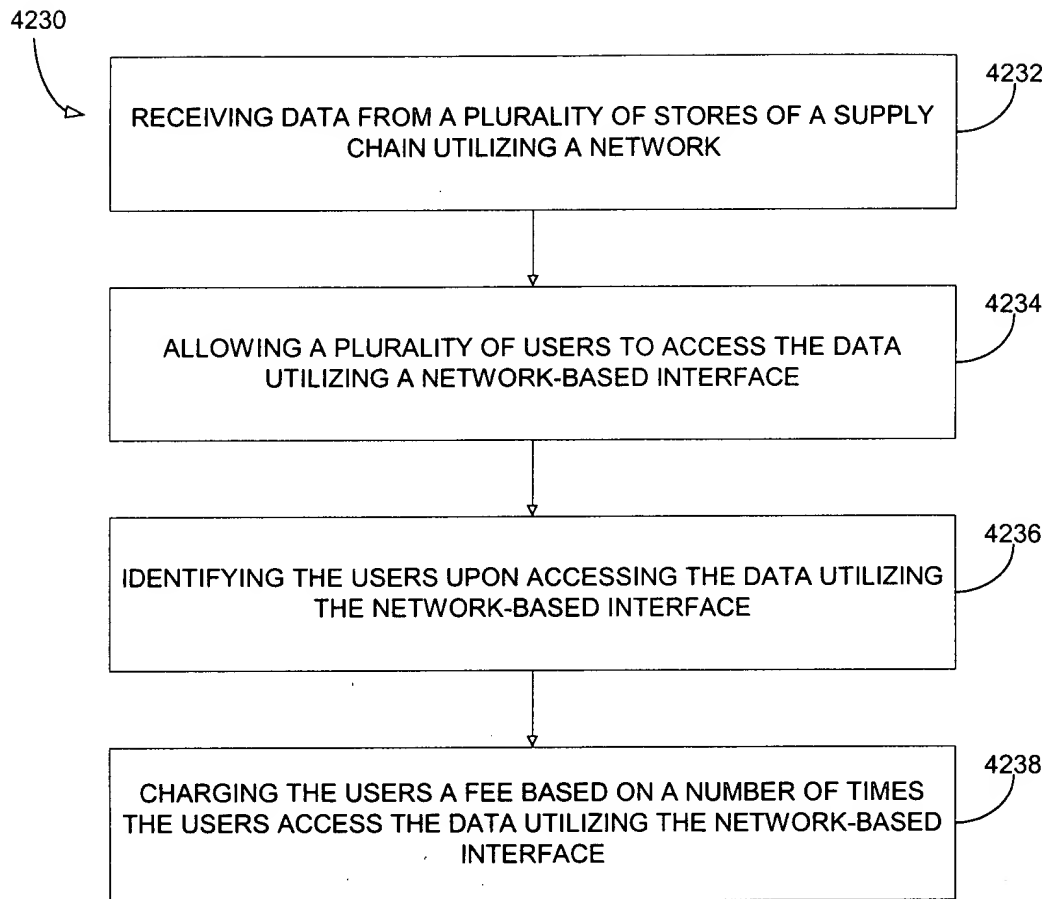 4230
4232
RECEIVING DATA FROM A PLURALITY OF STORES OF A SUPPLY
CHAIN UTILIZING A NETWORK
4234
ALLOWING A PLURALITY OF USERS TO ACCESS THE DATA
UTILIZING A NETWORK-BASED INTERFACE
4236
IDENTIFYING THE USERS UPON ACCESSING THE DATA UTILIZING
THE NETWORK-BASED INTERFACE
4238
CHARGING THE USERS A FEE BASED ON A NUMBER OF TIMES
THE USERS ACCESS THE DATA UTILIZING THE NETWORK-BASED
INTERFACE